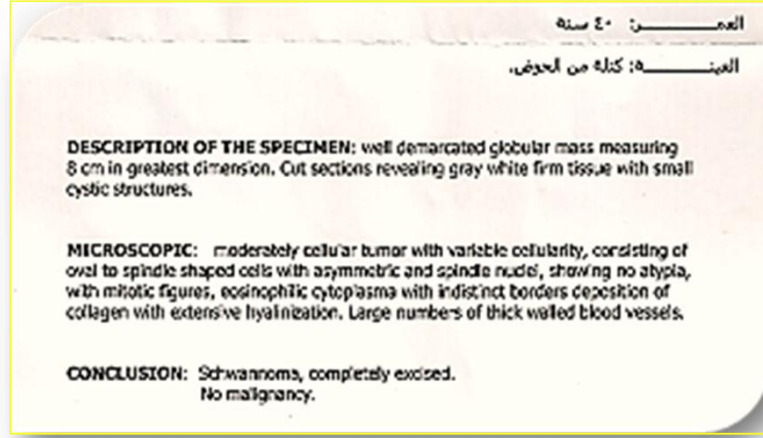 العمـــــــــر: ٤٠ سنة
العينـــــــــة: كتلة من الحوض.
DESCRIPTION OF THE SPECIMEN: well demarcated globular mass measuring
8 cm in greatest dimension. Cut sections revealing gray white firm tissue with small
cystic structures.
MICROSCOPIC: moderately cellular tumor with variable cellularity, consisting of
oval to spindle shaped cells with asymmetric and spindle nuclei, showing no atypia,
with mitotic figures, eosinophilic cytoplasma with indistinct borders deposition of
collagen with extensive hyalinization. Large numbers of thick walled blood vessels.
CONCLUSION: Schwannoma, completely excised.
No malignancy.